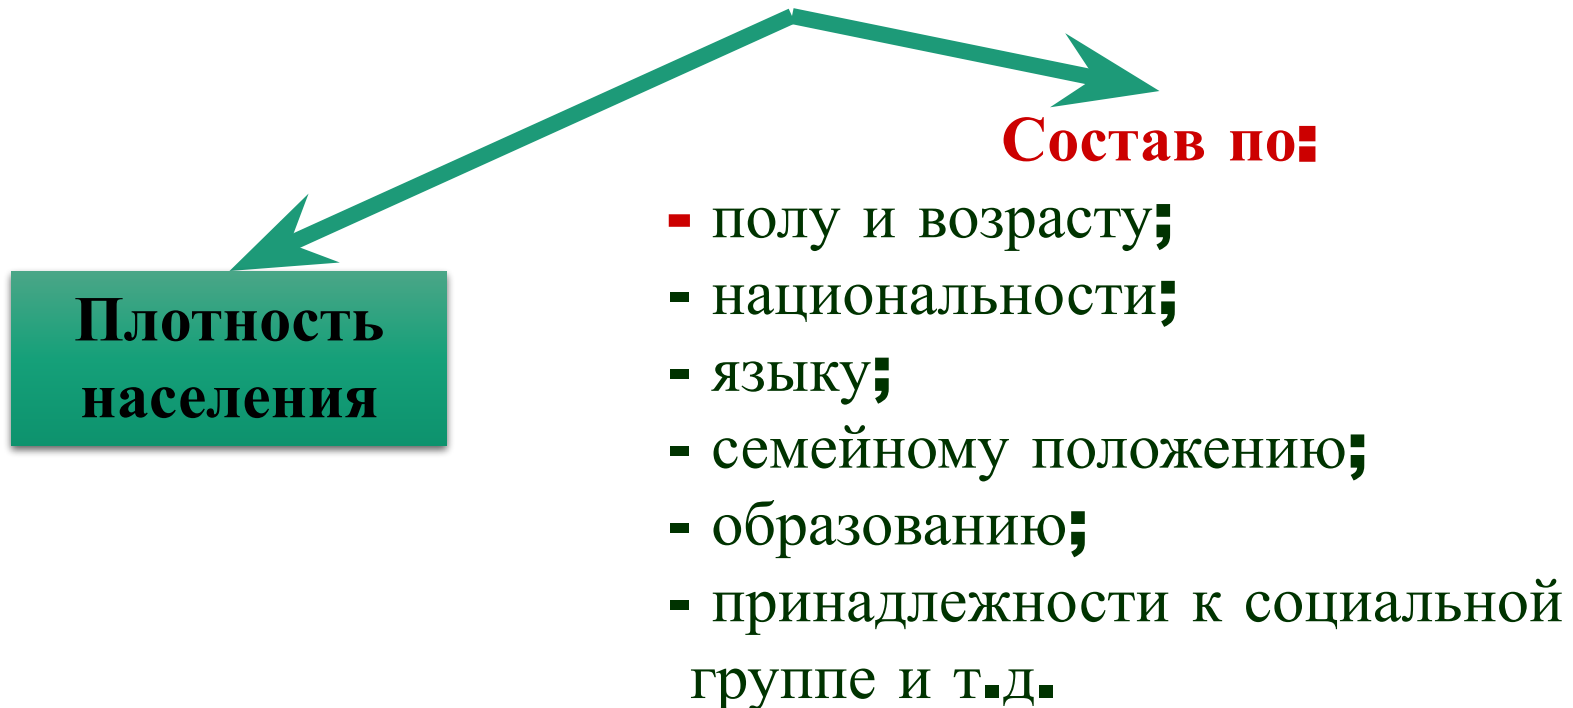 Плотность
населения
Состав по:
- полу и возрасту;
- национальности;
- языку;
- семейному положению;
- образованию;
- принадлежности к социальной
группе и т.д.